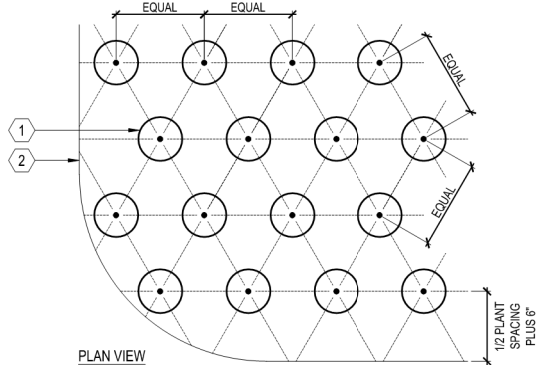 EQUAL
EQUAL
EQUAL
1
2
EQUAL
1/2 PLANT
SPACING
PLUS 6"
PLAN VIEW